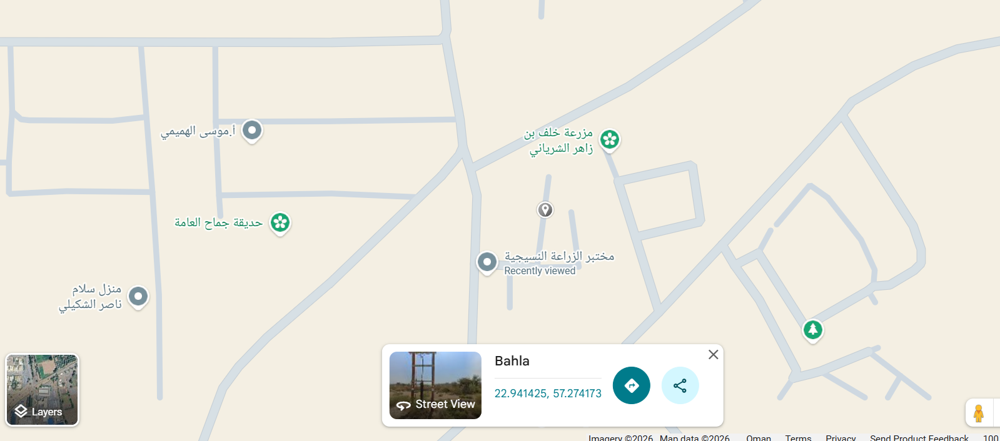 أ.موسى الهميمي
مزرعة خلف بن
زاهر الشرياني
حديقة جماح العامة
مختبر الزراعة النسيجية
Recently viewed
منزل سلام
ناصر الشكيلي
Layers
Street View
Bahla
22.941425, 57.274173
Imagery ©2026 Map data ©2026 Oman Terms Privacy Send Product Feedback 100